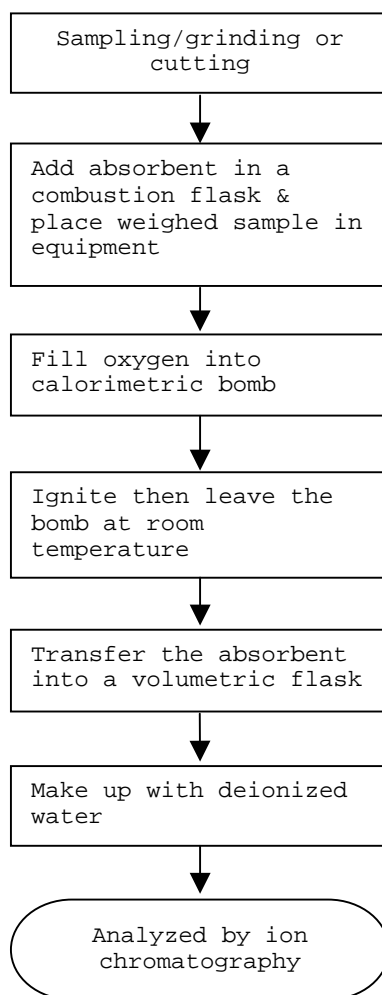 Sampling/grinding or
cutting
Add absorbent in a
combustion flask &
place weighed sample in
equipment
Fill oxygen into
calorimetric bomb
Ignite then leave the
bomb at room
temperature
Transfer the absorbent
into a volumetric flask
Make up with deionized
water
Analyzed by ion
chromatography